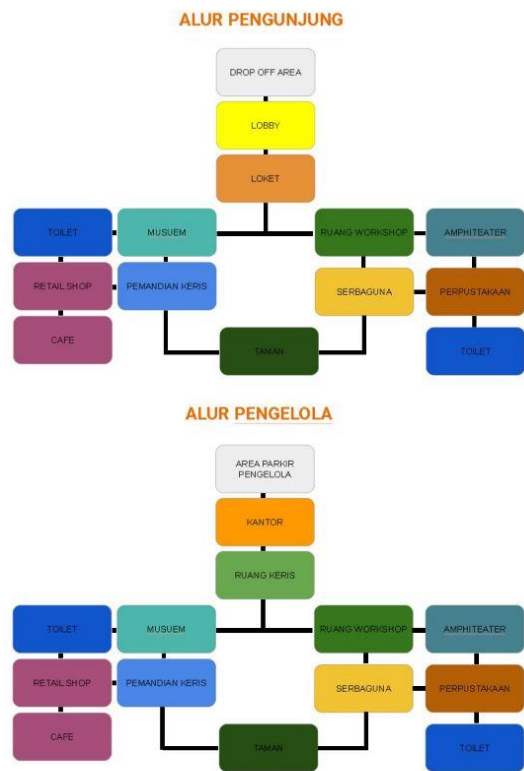 ALUR PENGUNJUNG
DROP OFF AREA
LOBBY
LOKET
TOILET
MUSUEM
RUANG WORKSHOP
AMPHITEATER
RETAIL SHOP
PEMANDIAN KERIS
SERBAGUNA
PERPUSTAKAAN
CAFE
TAMAN
TOILET
ALUR PENGELOLA
AREA PARKIR
PENGELOLA
KANTOR
RUANG KERIS
TOILET
MUSUEM
RUANG WORKSHOP
AMPHITEATER
RETAIL SHOP
PEMANDIAN KERIS
SERBAGUNA
PERPUSTAKAAN
CAFE
TAMAN
TOILET